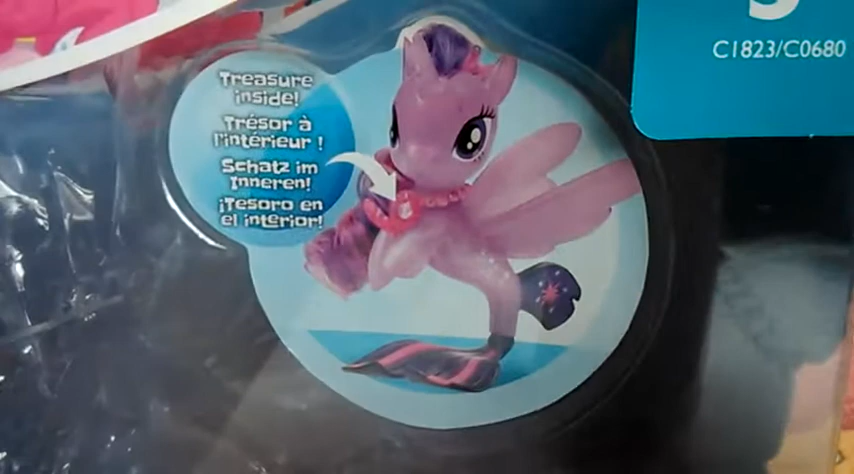 Treasure
inside!
Trésor à
l'intérieur !
Schatz im
Inneren!
¡Tesoro en
el interior!
C1823/C0680